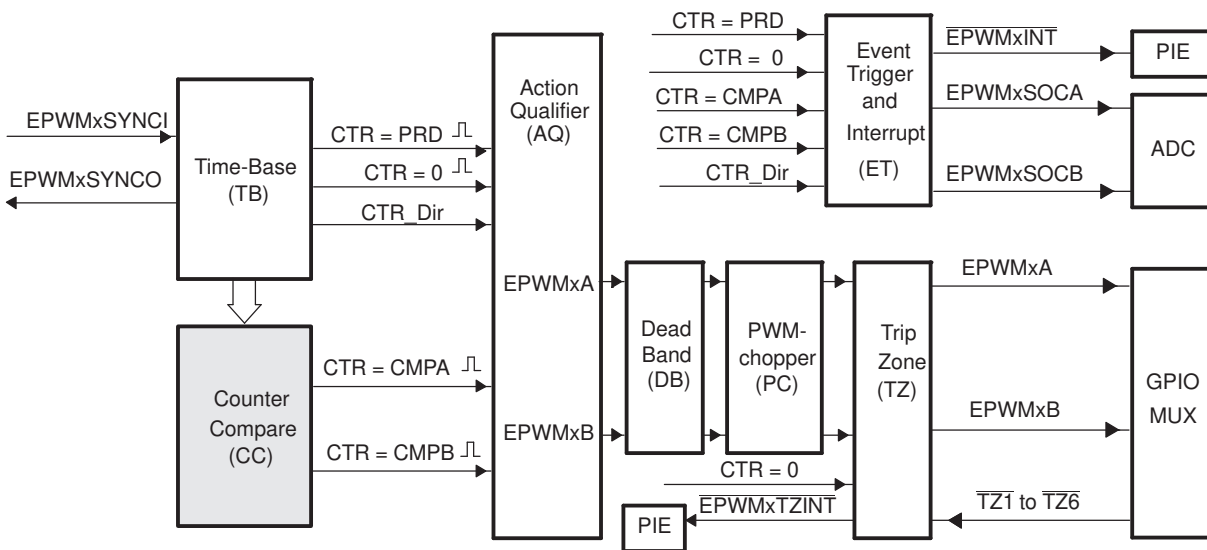 EPWMxSYNCI
EPWMxSYNCO
Time-Base
(TB)
CTR = PRD
CTR = 0
CTR_Dir
Counter
Compare
(CC)
CTR = CMPA
CTR = CMPB
Action
Qualifier
(AQ)
EPWMxA
EPWMxB
CTR = PRD
CTR = 0
CTR = CMPA
CTR = CMPB
CTR_Dir
Event
Trigger
and
Interrupt
(ET)
EPWMxINT
EPWMxSOCA
EPWMxSOCB
PIE
ADC
Dead
Band
(DB)
PWM-
chopper
(PC)
Trip
Zone
(TZ)
CTR = 0
EPWMxTZINT
PIE
EPWMxA
EPWMxB
TZ1 to TZ6
GPIO
MUX